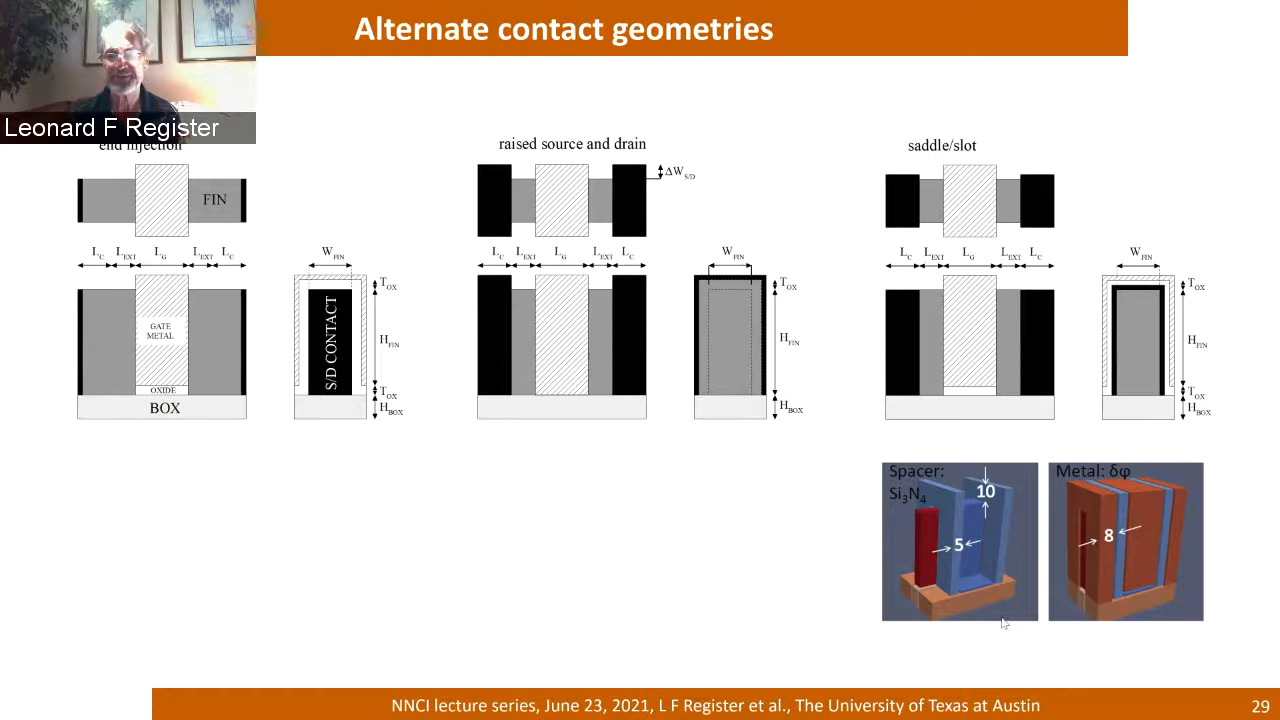 Alternate contact geometries
Leonard F Register
end injection
raised source and drain
saddle/slot
FIN
ΔW_S/D
L_C L_EXT L_G L_EXT L_C
W_FIN
L_C L_EXT L_G L_EXT L_C
W_FIN
L_C L_EXT L_G L_EXT L_C
W_FIN
GATE
METAL
OXIDE
BOX
S/D CONTACT
T_OX
H_FIN
T_OX
H_BOX
T_OX
H_FIN
H_BOX
T_OX
H_FIN
T_OX
H_BOX
Spacer:
Si₃N₄
10
5
Metal: δφ
8
NNCI lecture series, June 23, 2021, L F Register et al., The University of Texas at Austin
29